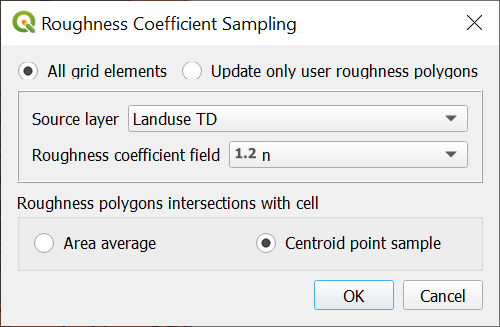 Roughness Coefficient Sampling
All grid elements Update only user roughness polygons
Source layer Landuse TD
Roughness coefficient field 1.2 n
Roughness polygons intersections with cell
Area average Centroid point sample
OK Cancel